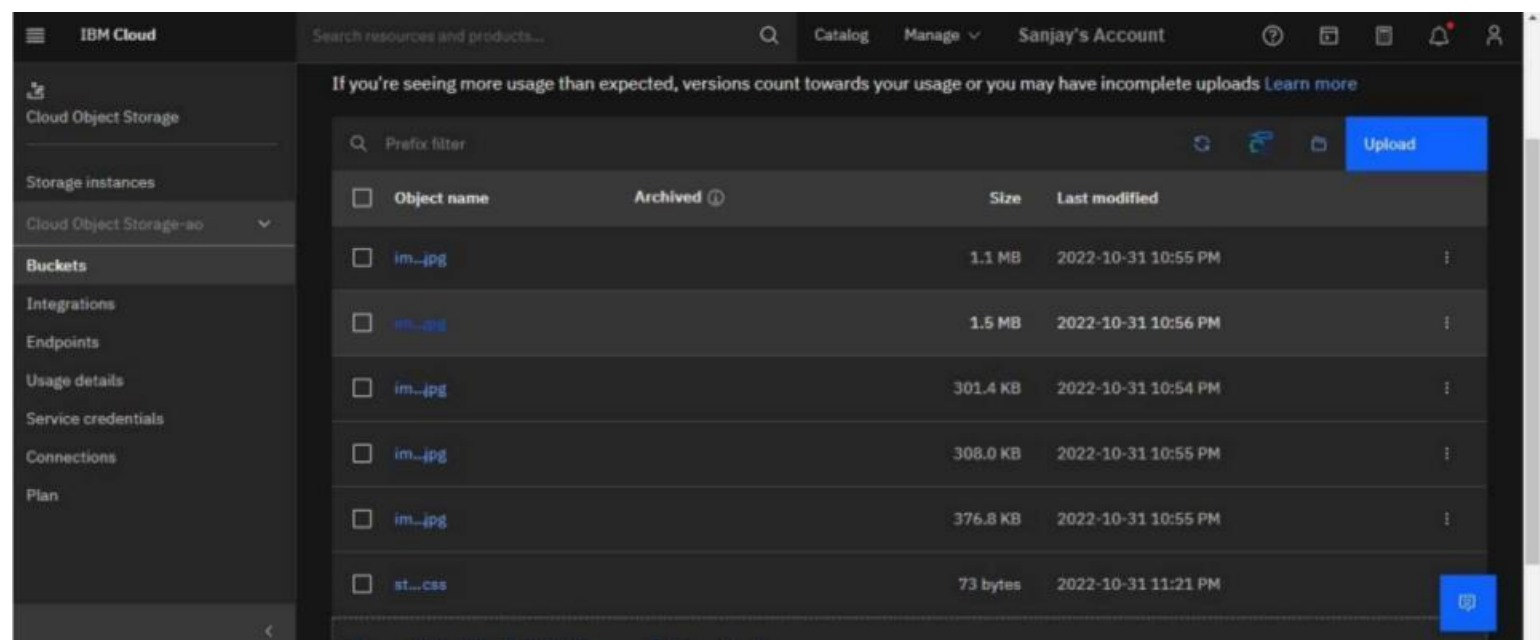 IBM Cloud
Search resources and products...
Catalog
Manage
Sanjay's Account
Cloud Object Storage
Storage instances
Cloud Object Storage-ao
Buckets
Integrations
Endpoints
Usage details
Service credentials
Connections
Plan
If you're seeing more usage than expected, versions count towards your usage or you may have incomplete uploads Learn more
Prefix filter
Upload
Object name Archived Size Last modified
im...jpg 1.1 MB 2022-10-31 10:55 PM
1.5 MB 2022-10-31 10:56 PM
im...jpg 301.4 KB 2022-10-31 10:54 PM
im...jpg 308.0 KB 2022-10-31 10:55 PM
im...jpg 376.8 KB 2022-10-31 10:55 PM
st...css 73 bytes 2022-10-31 11:21 PM